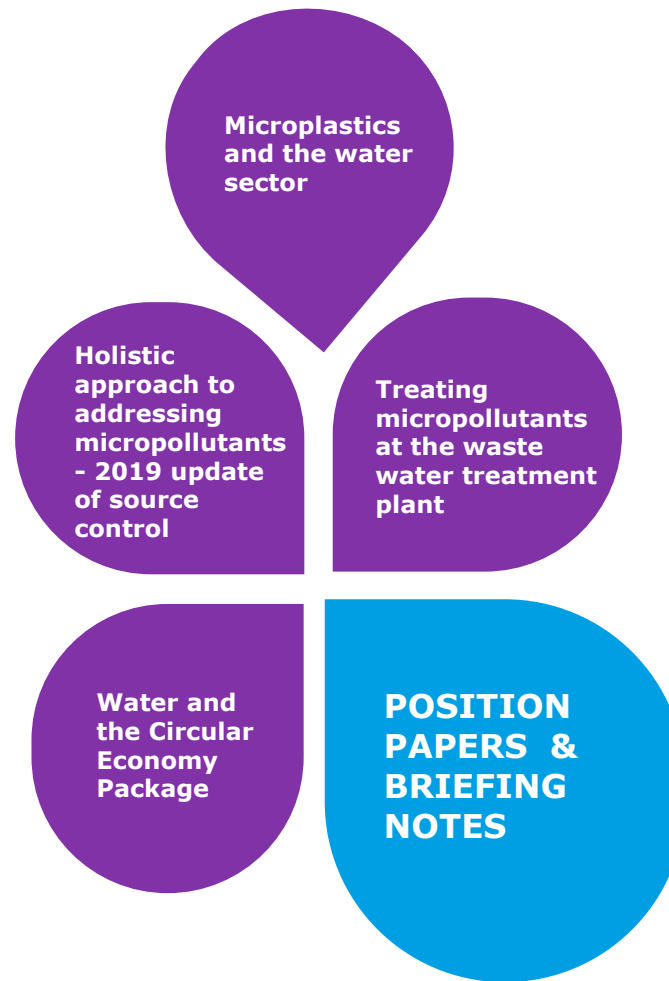 Microplastics
and the water
sector
Holistic
approach to
addressing
micropollutants
– 2019 update
of source
control
Treating
micropollutants
at the waste
water treatment
plant
Water and
the Circular
Economy
Package
POSITION
PAPERS &
BRIEFING
NOTES